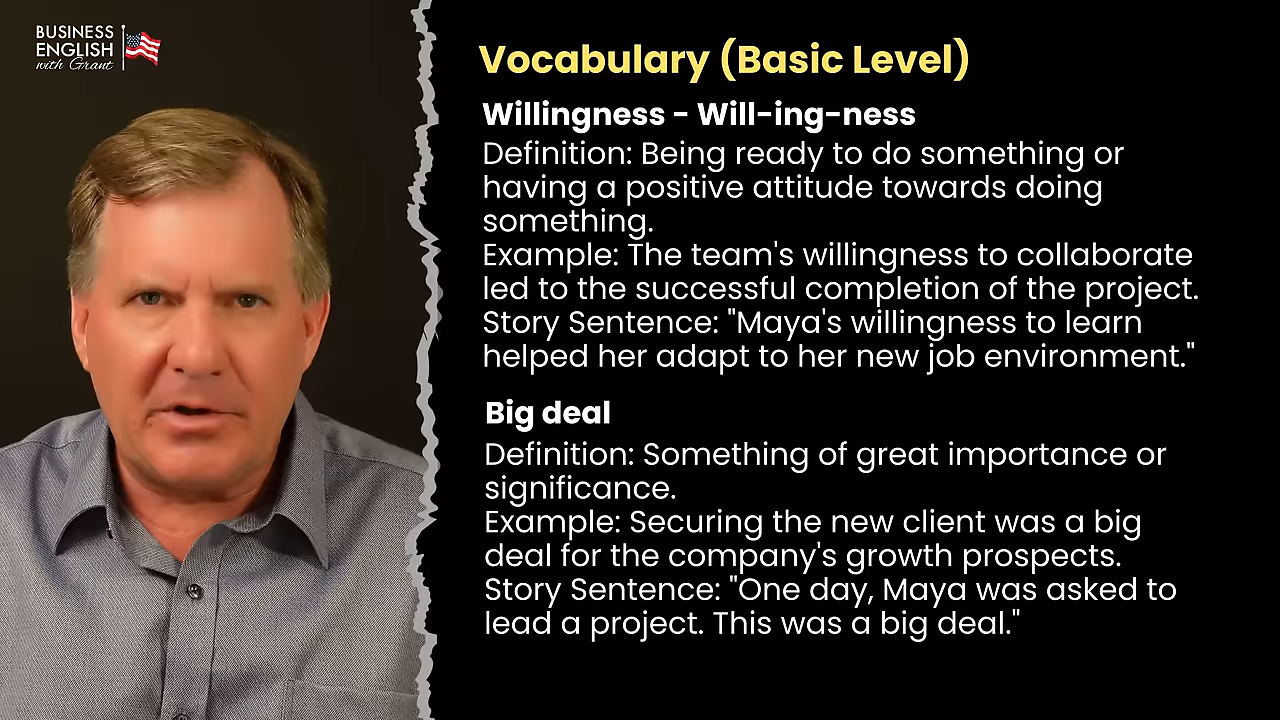 BUSINESS
ENGLISH
with Grant
Vocabulary (Basic Level)
Willingness - Will-ing-ness
Definition: Being ready to do something or
having a positive attitude towards doing
something.
Example: The team's willingness to collaborate
led to the successful completion of the project.
Story Sentence: "Maya's willingness to learn
helped her adapt to her new job environment."
Big deal
Definition: Something of great importance or
significance.
Example: Securing the new client was a big
deal for the company's growth prospects.
Story Sentence: "One day, Maya was asked to
lead a project. This was a big deal."